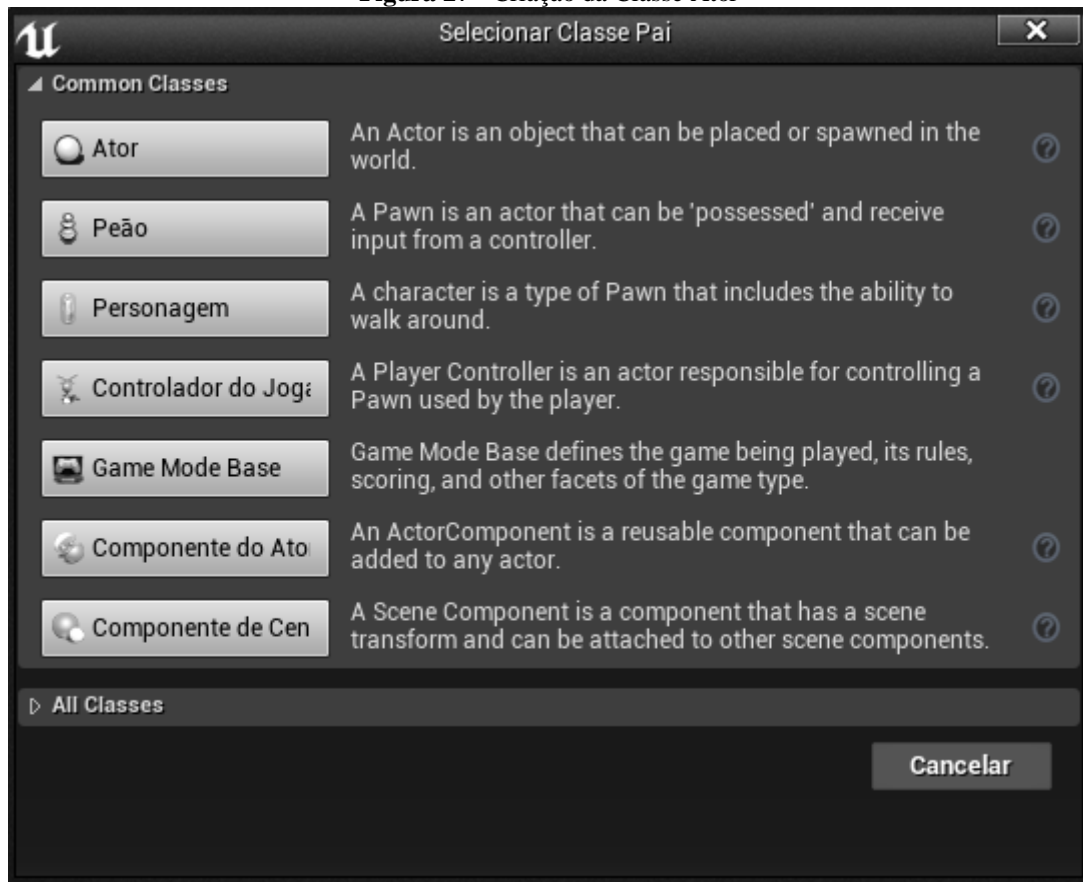 Selecionar Classe Pai
Common Classes
Ator
An Actor is an object that can be placed or spawned in the
world.
Peão
A Pawn is an actor that can be 'possessed' and receive
input from a controller.
Personagem
A character is a type of Pawn that includes the ability to
walk around.
Controlador do Joga
A Player Controller is an actor responsible for controlling a
Pawn used by the player.
Game Mode Base
Game Mode Base defines the game being played, its rules,
scoring, and other facets of the game type.
Componente do Ato
An ActorComponent is a reusable component that can be
added to any actor.
Componente de Cen
A Scene Component is a component that has a scene
transform and can be attached to other scene components.
All Classes
Cancelar